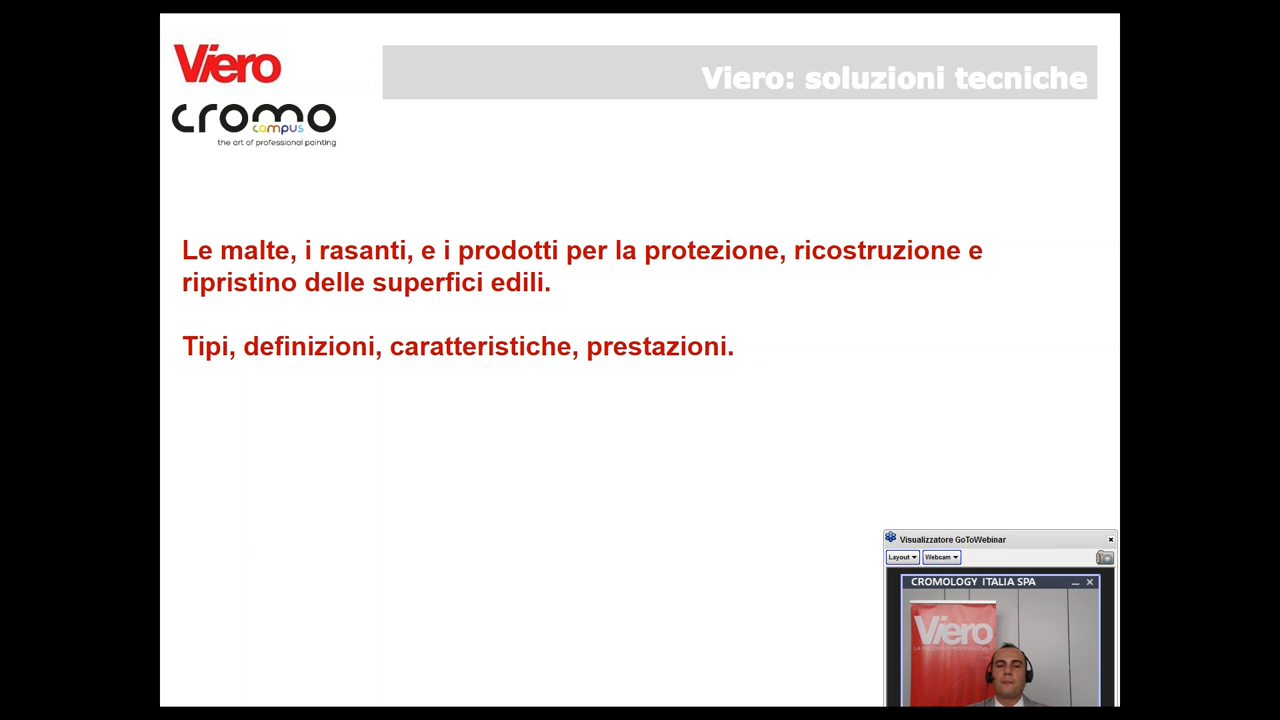 Viero
Viero: soluzioni tecniche
cromo
campus
the art of professional painting
Le malte, i rasanti, e i prodotti per la protezione, ricostruzione e
ripristino delle superfici edili.
Tipi, definizioni, caratteristiche, prestazioni.
Visualizzatore GoToWebinar
Layout
Webcam
CROMOLOGY ITALIA SPA
Viero